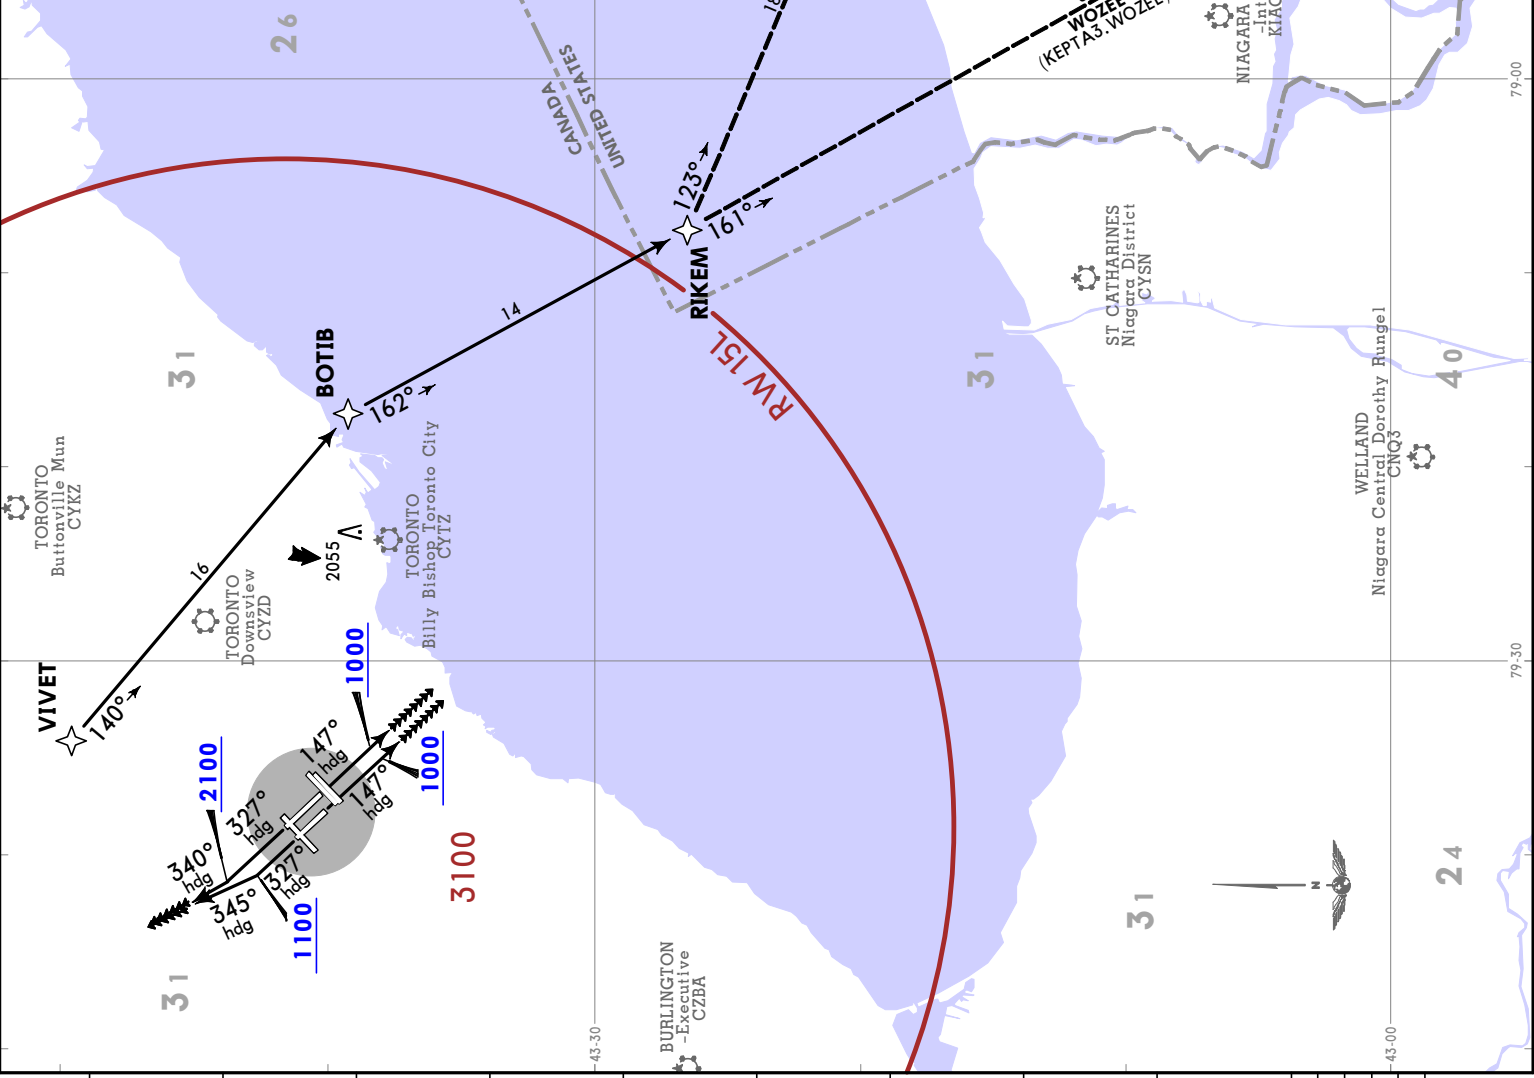 26
CANADA
UNITED STATES
18
WOZEE
(KEPTA3.WOZEE)
NIAGARA
-Int
KIAG
79-00
123°
161°
RIKEM
14
BOTIB
162°
31
RW 15L
31
ST CATHARINES
Niagara District
CYSN
40
WELLAND
Niagara Central Dorothy Rungel
CNQ3
TORONTO
Buttonville Mun
CYKZ
16
2055
TORONTO
Billy Bishop Toronto City
CYTZ
TORONTO
Downsview
CYZD
VIVET
140°
1000
79-30
2100
147°
hdg
1000
147°
hdg
327°
hdg
340°
hdg
327°
hdg
345°
hdg
1100
3100
31
BURLINGTON
-Executive
CZBA
43-30
31
N
24
43-00